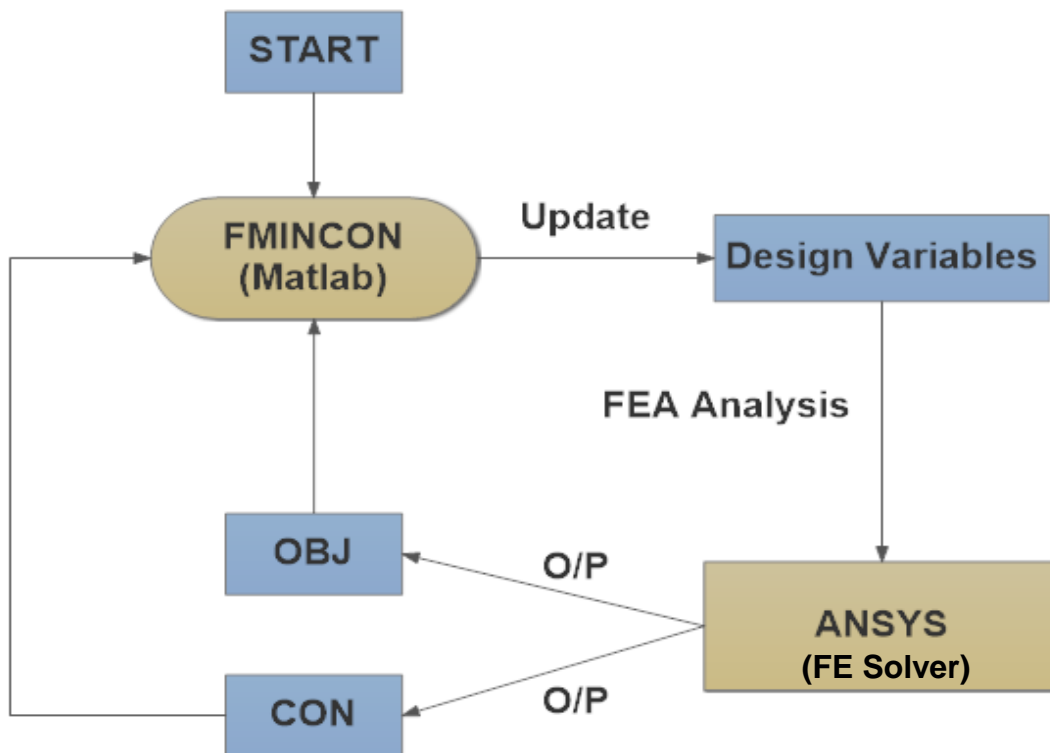 START
FMINCON
(Matlab)
Update
Design Variables
FEA Analysis
OBJ
O/P
ANSYS
(FE Solver)
CON
O/P